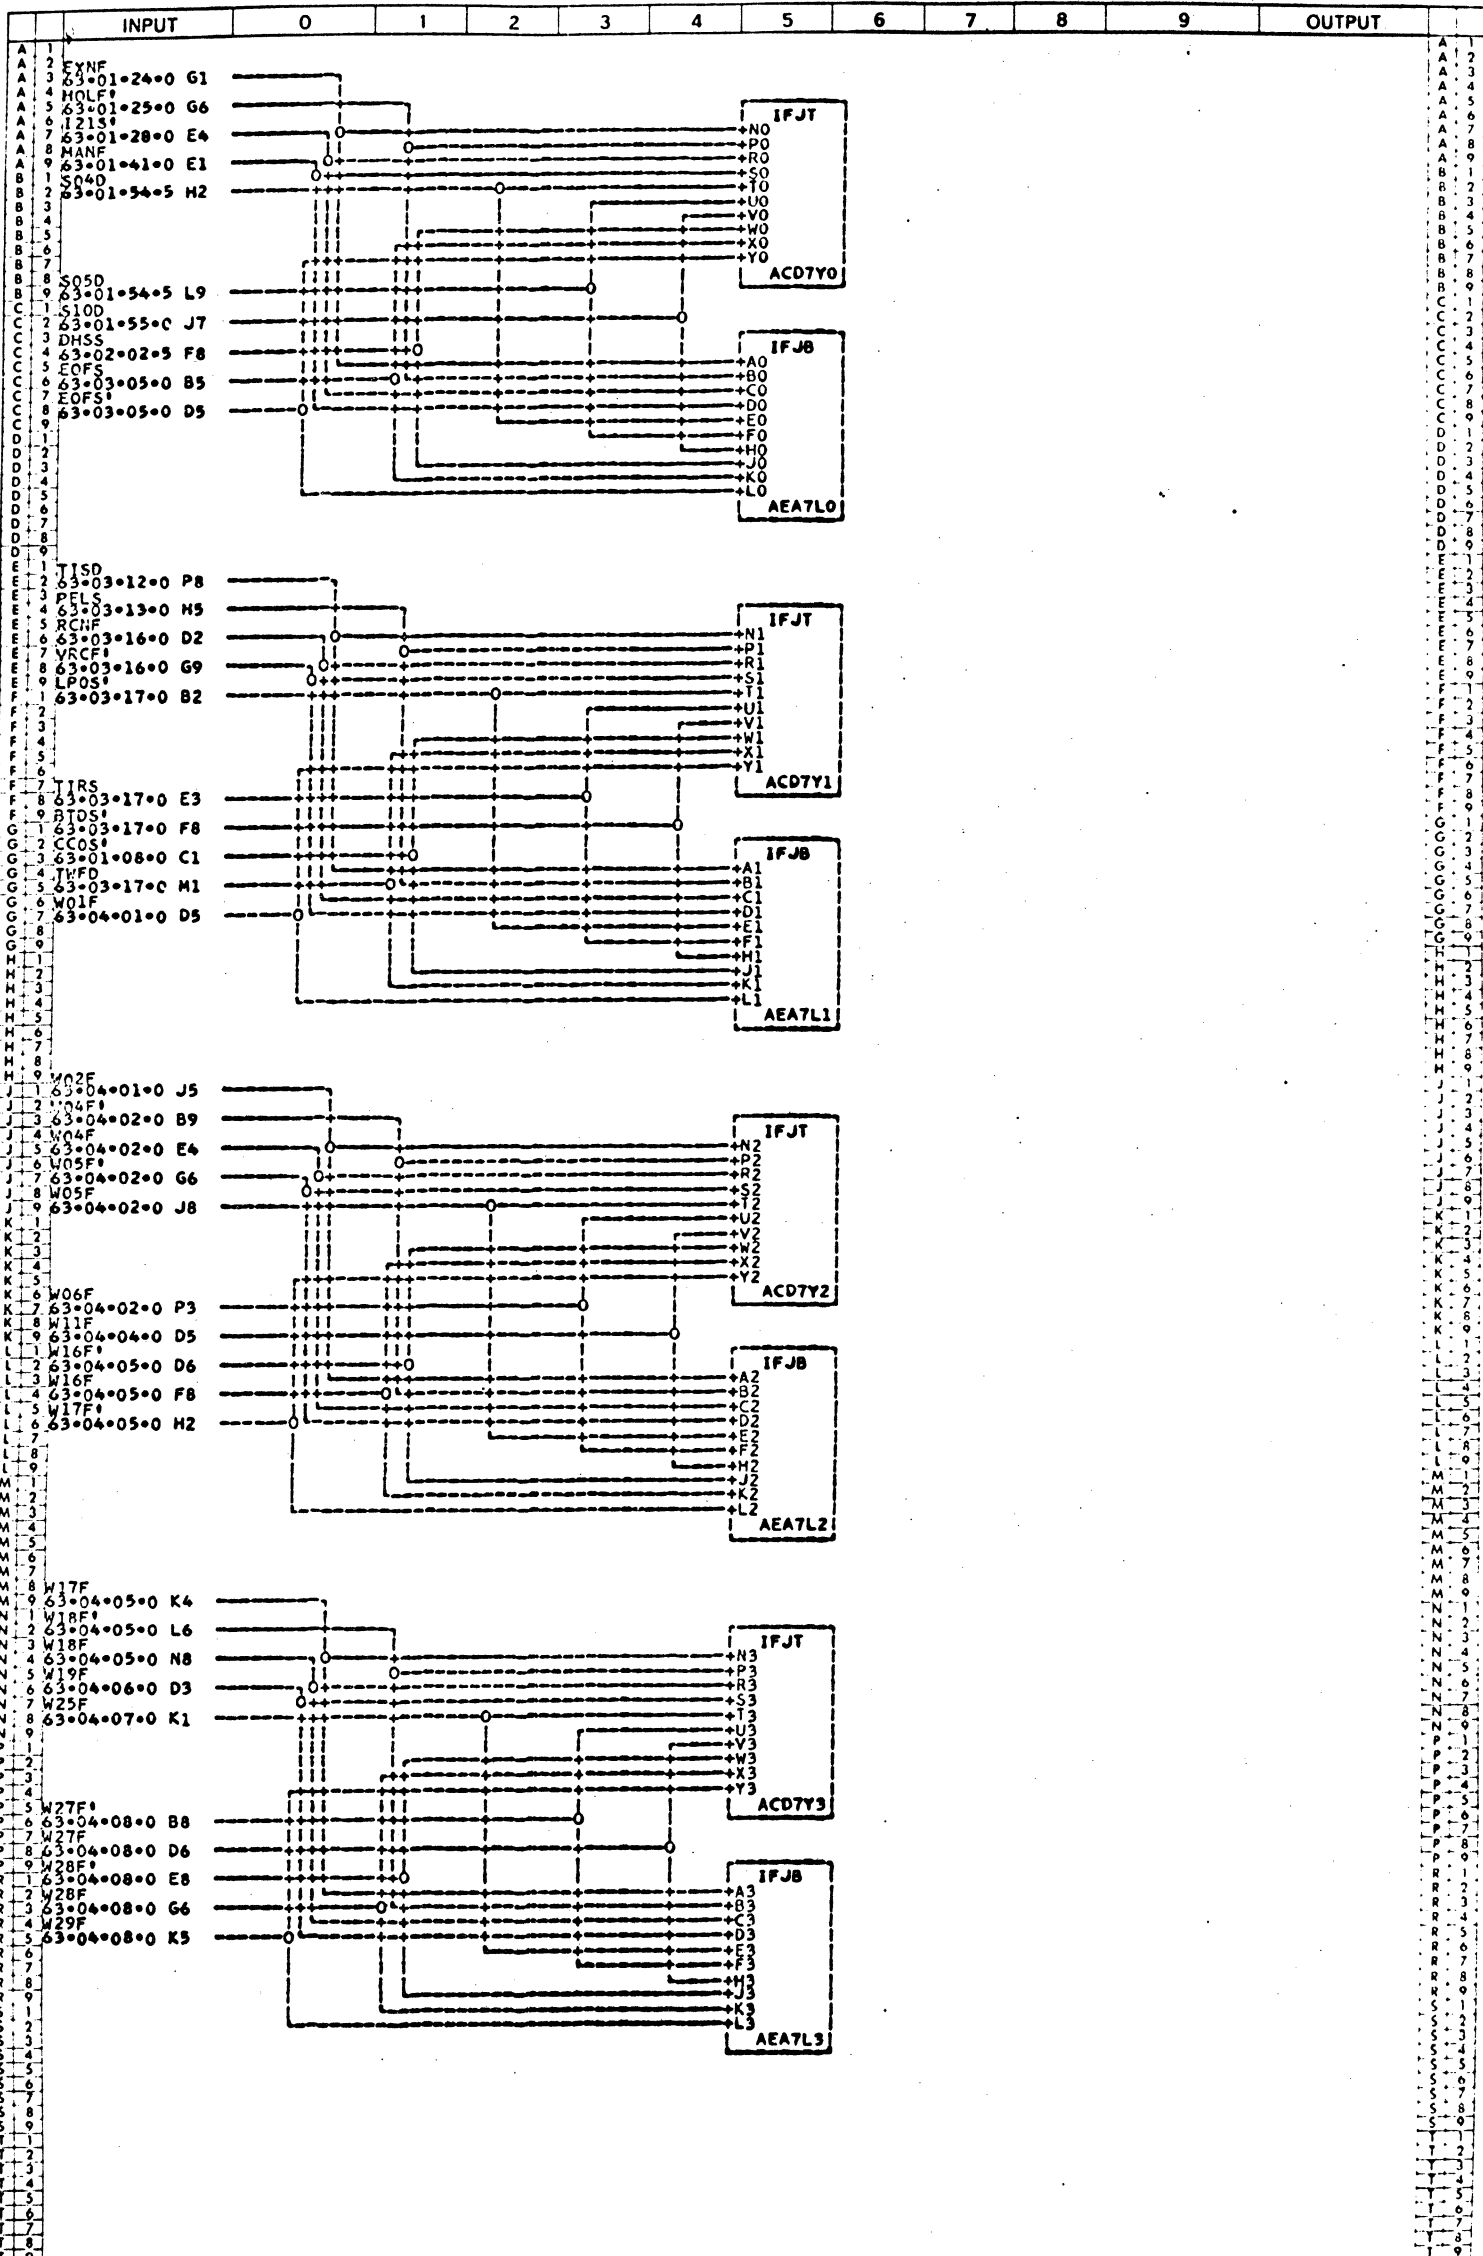 INPUT 0 1 2 3 4 5 6 7 8 9 OUTPUT
EXNF
63•01•24•0 G1
HOLF'
63•01•25•0 G6
I21S'
63•01•28•0 E4
MANF
63•01•41•0 E1
S04D
63•01•54•5 H2
S05D
63•01•54•5 L9
S10D
63•01•55•0 J7
DHSS
63•02•02•5 F8
EOFS
63•03•05•0 B5
EOFS'
63•03•05•0 D5
IFJT
+N0
+P0
+R0
+S0
+T0
+U0
+V0
+W0
+X0
+Y0
ACD7Y0
IFJB
+A0
+B0
+C0
+D0
+E0
+F0
+H0
+J0
+K0
+L0
AEA7L0
TISD
63•03•12•0 P8
PELS
63•03•13•0 H5
RCNF
63•03•16•0 D2
VRCF'
63•03•16•0 G9
LPOS'
63•03•17•0 B2
TIRS
63•03•17•0 E3
BTDS'
63•03•17•0 F8
CCOS'
63•01•08•0 C1
TWFD
63•03•17•0 M1
W01F
63•04•01•0 D5
IFJT
+N1
+P1
+R1
+S1
+T1
+U1
+V1
+W1
+X1
+Y1
ACD7Y1
IFJB
+A1
+B1
+C1
+D1
+E1
+F1
+H1
+J1
+K1
+L1
AEA7L1
W02F
63•04•01•0 J5
W04F'
63•04•02•0 B9
W04F
63•04•02•0 E4
W05F'
63•04•02•0 G6
W05F
63•04•02•0 J8
W06F
63•04•02•0 P3
W11F
63•04•04•0 D5
W16F'
63•04•05•0 D6
W16F
63•04•05•0 F8
W17F'
63•04•05•0 H2
IFJT
+N2
+P2
+R2
+S2
+T2
+U2
+V2
+W2
+X2
+Y2
ACD7Y2
IFJB
+A2
+B2
+C2
+D2
+E2
+F2
+H2
+J2
+K2
+L2
AEA7L2
W17F
63•04•05•0 K4
W18F'
63•04•05•0 L6
W18F
63•04•05•0 N8
W19F
63•04•06•0 D3
W25F
63•04•07•0 K1
W27F'
63•04•08•0 B8
W27F
63•04•08•0 D6
W28F'
63•04•08•0 E8
W28F
63•04•08•0 G6
W29F
63•04•08•0 K5
IFJT
+N3
+P3
+R3
+S3
+T3
+U3
+V3
+W3
+X3
+Y3
ACD7Y3
IFJB
+A3
+B3
+C3
+D3
+E3
+F3
+H3
+J3
+K3
+L3
AEA7L3